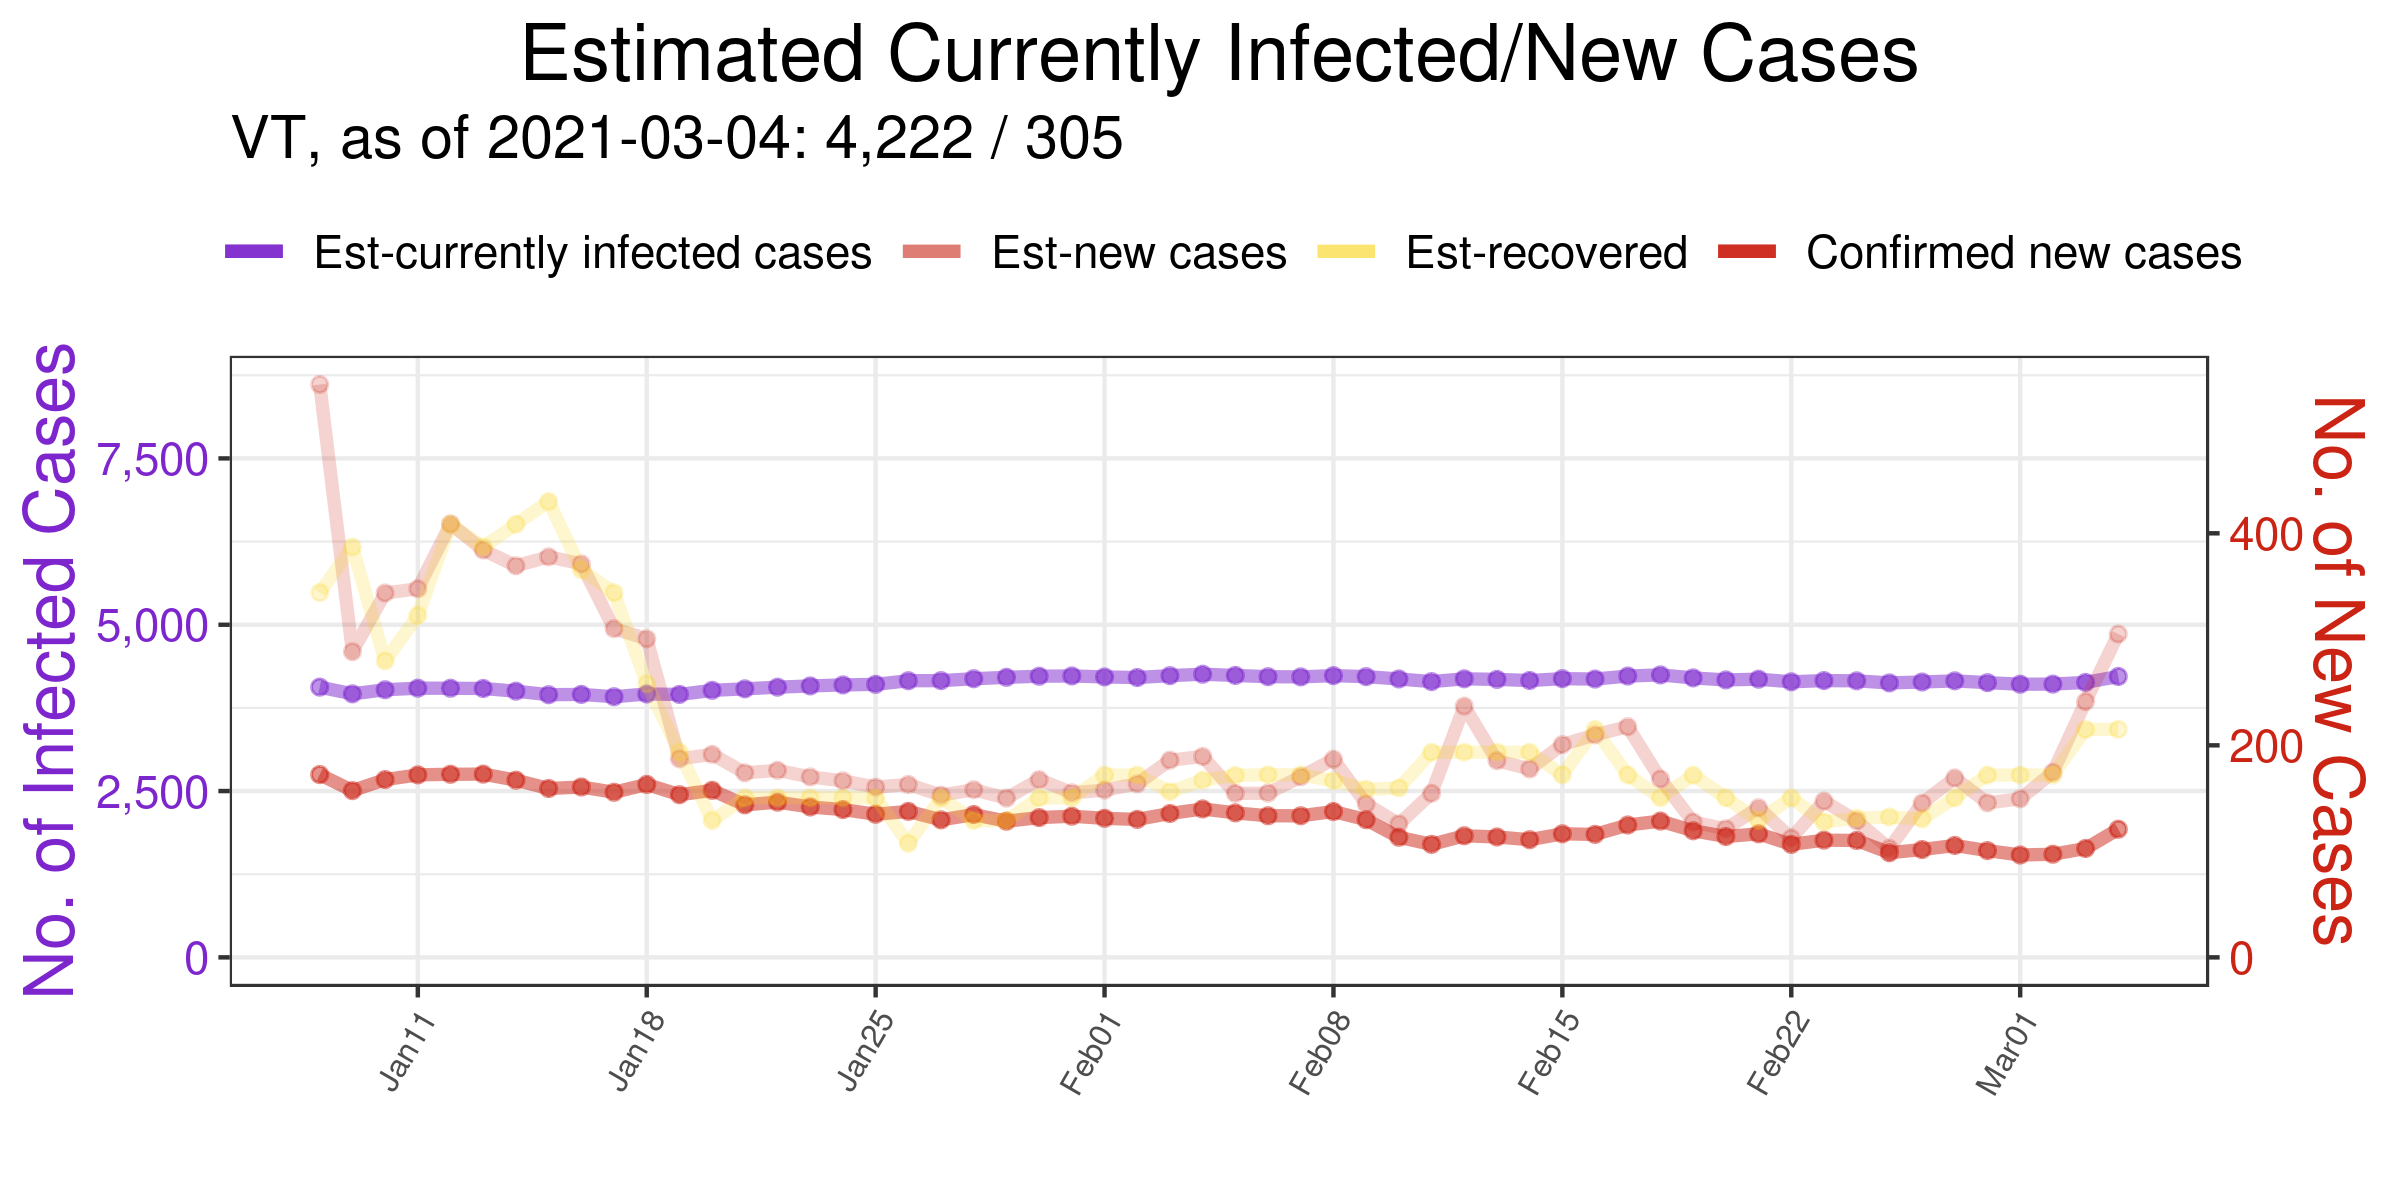 Estimated Currently Infected/New Cases
VT, as of 2021-03-04: 4,222 / 305
Est-currently infected cases Est-new cases Est-recovered Confirmed new cases
No. of Infected Cases
7,500
5,000
2,500
0
400
200
0
No. of New Cases
Jan11 Jan18 Jan25 Feb01 Feb08 Feb15 Feb22 Mar01